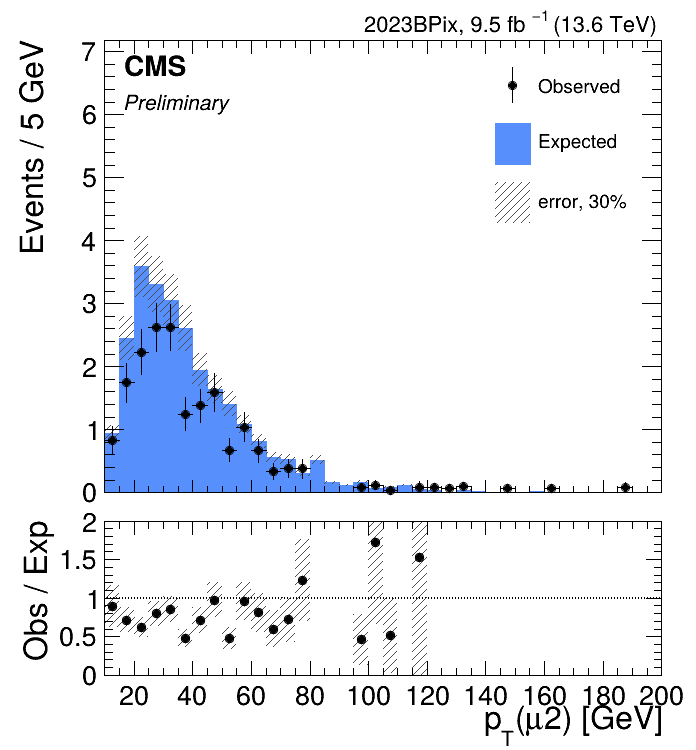 2023BPix, 9.5 fb⁻¹ (13.6 TeV)
CMS
Preliminary
Observed
Expected
error, 30%
Events / 5 GeV
7
6
5
4
3
2
1
0
Obs / Exp
2
1.5
1
0.5
0
20 40 60 80 100 120 140 160 180 200
p_T(μ2) [GeV]